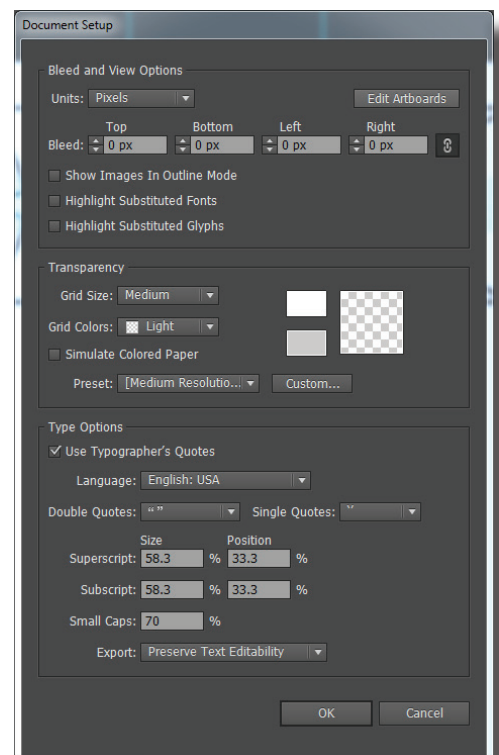 Document Setup
Bleed and View Options
Units: Pixels Edit Artboards
Top Bottom Left Right
Bleed: 0 px 0 px 0 px 0 px
Show Images In Outline Mode
Highlight Substituted Fonts
Highlight Substituted Glyphs
Transparency
Grid Size: Medium
Grid Colors: Light
Simulate Colored Paper
Preset: [Medium Resolutio... Custom...
Type Options
Use Typographer's Quotes
Language: English: USA
Double Quotes: “” Single Quotes: ‘’
Size Position
Superscript: 58.3 % 33.3 %
Subscript: 58.3 % 33.3 %
Small Caps: 70 %
Export: Preserve Text Editability
OK Cancel